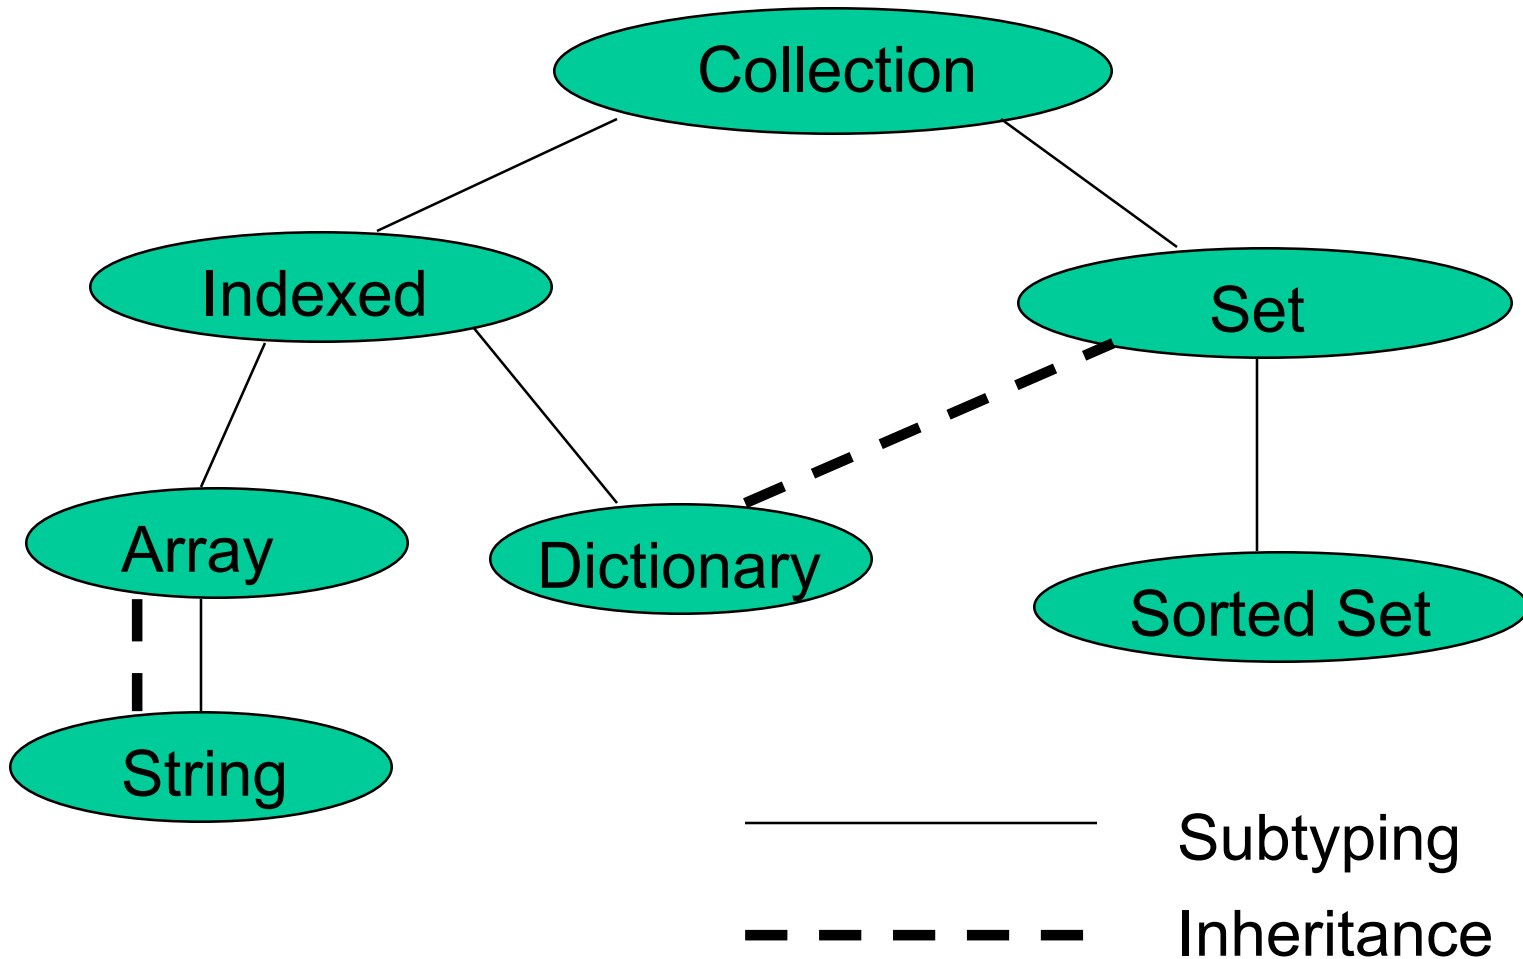 Collection
Indexed
Set
Array
Dictionary
Sorted Set
String
Subtyping
Inheritance